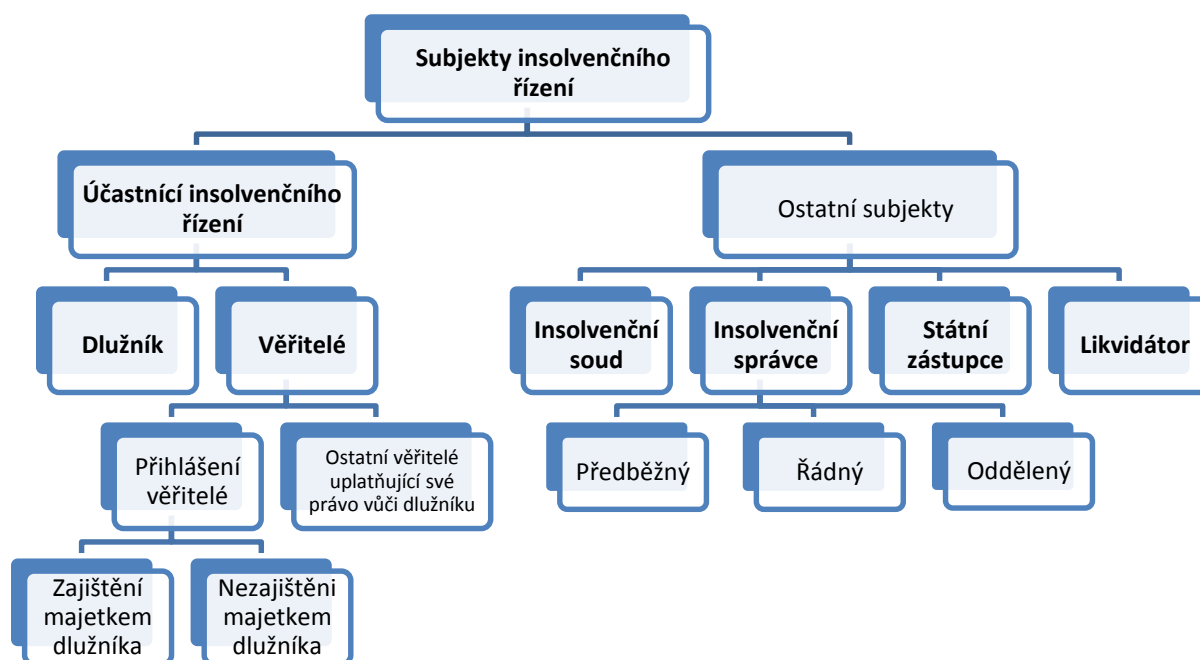 Subjekty insolvenčního
řízení
Účastnící insolvenčního
řízení
Ostatní subjekty
Dlužník
Věřitelé
Insolvenční
soud
Insolvenční
správce
Státní
zástupce
Likvidátor
Přihlášení
věřitelé
Ostatní věřitelé
uplatňující své
právo vůči dlužníku
Předběžný
Řádný
Oddělený
Zajištění
majetkem
dlužníka
Nezajištěni
majetkem
dlužníka